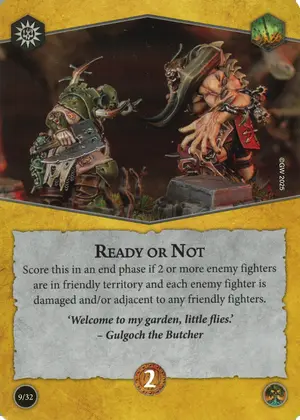 ©GW 2025
READY OR NOT
Score this in an end phase if 2 or more enemy fighters
are in friendly territory and each enemy fighter is
damaged and/or adjacent to any friendly fighters.
‘Welcome to my garden, little flies.’
– Gulgoch the Butcher
9/32
2